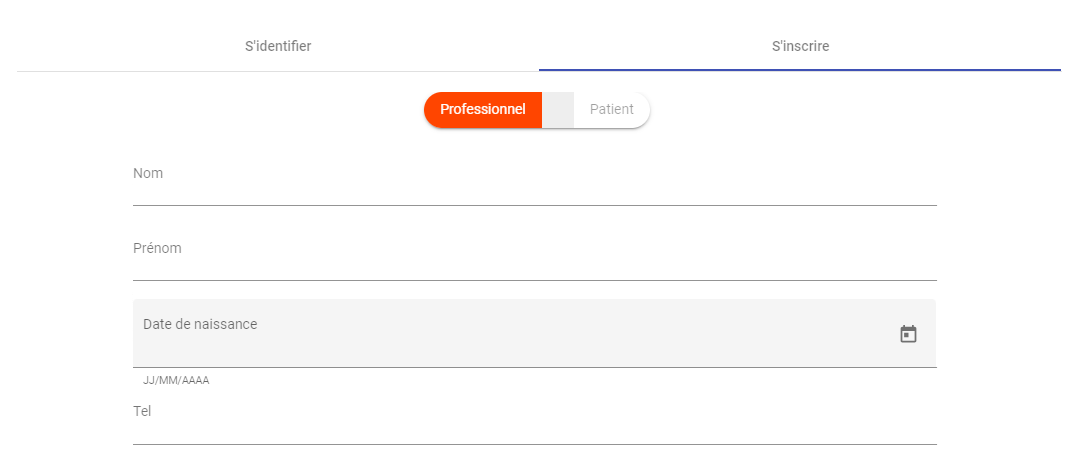 S'identifier S'inscrire
Professionnel Patient
Nom
Prénom
Date de naissance
JJ/MM/AAAA
Tel